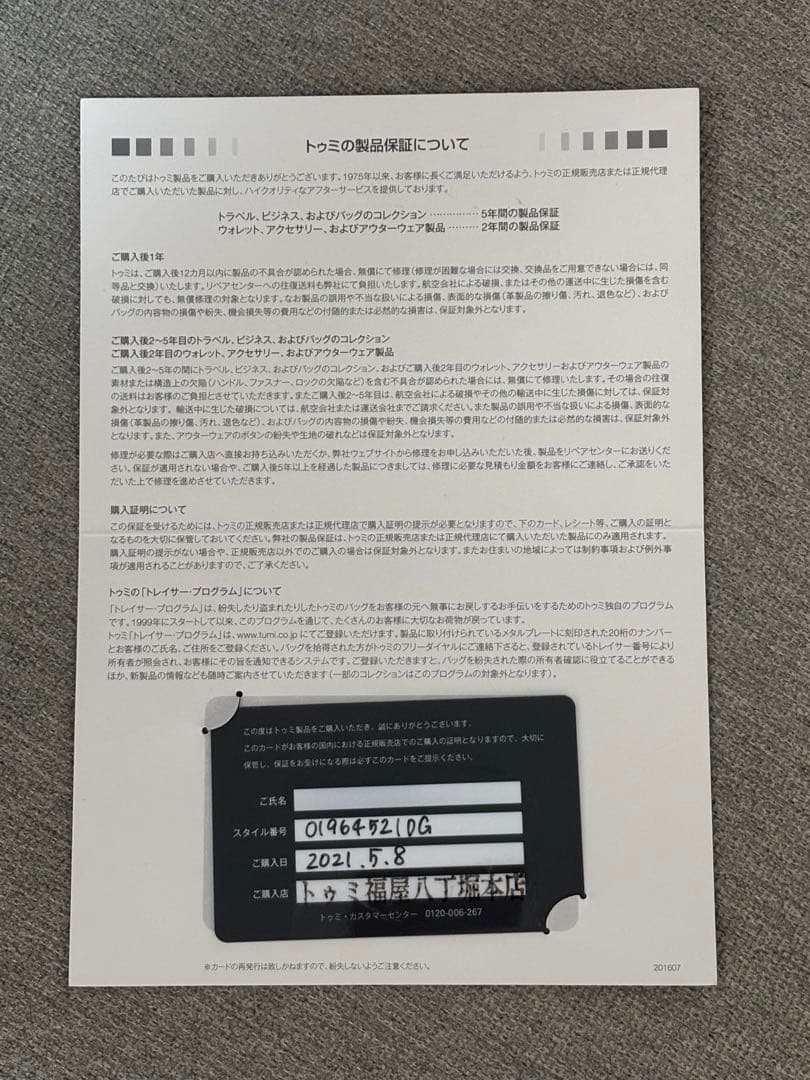 トゥミの製品保証について
このたびはトゥミ製品をご購入いただきありがとうございます。1975年以来、お客様に長くご満足いただけるよう、トゥミの正規販売店または正規代理
店でご購入いただいた製品に対し、ハイクオリティなアフターサービスを提供しております。
トラベル、ビジネス、およびバッグのコレクション …………… 5年間の製品保証
ウォレット、アクセサリー、およびアウターウェア製品 ……… 2年間の製品保証
ご購入後1年
トゥミは、ご購入後12カ月以内に製品の不具合が認められた場合、無償にて修理(修理が困難な場合には交換、交換品をご用意できない場合には、同
等品と交換)いたします。リペアセンターへの往復送料も弊社にて負担いたします。航空会社による破損、またはその他の運送中に生じた損傷を含む
破損に対しても、無償修理の対象となります。なお製品の誤用や不当な扱いによる損傷、表面的な損傷(革製品の擦り傷、汚れ、退色など)、および
バッグの内容物の損傷や紛失、機会損失等の費用などの付随的または必然的な損害は、保証対象外となります。
ご購入後2〜5年目のトラベル、ビジネス、およびバッグのコレクション
ご購入後2年目のウォレット、アクセサリー、およびアウターウェア製品
ご購入後2〜5年の間にトラベル、ビジネス、およびバッグのコレクション、およびご購入後2年目のウォレット、アクセサリーおよびアウターウェア製品の
素材または構造上の欠陥(ハンドル、ファスナー、ロックの欠陥など)を含む不具合が認められた場合には、無償にて修理いたします。その場合の往復
の送料はお客様のご負担とさせていただきます。またご購入後2〜5年は、航空会社による破損やその他の運送中に生じた損傷に対しては、保証対
象外となります。 輸送中に生じた破損については、航空会社または運送会社までご請求ください。また製品の誤用や不当な扱いによる損傷、表面的な
損傷(革製品の擦り傷、汚れ、退色など)、およびバッグの内容物の損傷や紛失、機会損失等の費用などの付随的または必然的な損害は、保証対象外
となります。また、アウターウェアのボタンの紛失や生地の破れなどは保証対象外となります。
修理が必要な際はご購入店へ直接お持ち込みいただくか、弊社ウェブサイトから修理をお申し込みいただいた後、製品をリペアセンターにお送りくだ
さい。保証が適用されない場合や、ご購入後5年以上を経過した製品につきましては、修理に必要な見積もり金額をお客様にご連絡し、ご承認をいた
だいた上で修理を進めさせていただきます。
購入証明について
この保証を受けるためには、トゥミの正規販売店または正規代理店で購入証明の提示が必要となりますので、下のカード、レシート等、ご購入の証明と
なるものを大切に保管しておいてください。弊社の製品保証は、トゥミの正規販売店または正規代理店にて購入いただいた製品にのみ適用されます。
購入証明の提示がない場合や、正規販売店以外でのご購入の場合は保証対象外となります。またお住まいの地域によっては制約事項および例外事
項が適用されることがありますので、ご了承ください。
トゥミの「トレイサー・プログラム」について
「トレイサー・プログラム」は、紛失したり盗まれたりしたトゥミのバッグをお客様の元へ無事にお戻しするお手伝いをするためのトゥミ独自のプログラム
です。1999年にスタートして以来、このプログラムを通じて、たくさんのお客様に大切なお荷物が戻っています。
トゥミ「トレイサー・プログラム」は、www.tumi.co.jp にてご登録いただけます。製品に取り付けられているメタルプレートに刻印された20桁のナンバー
とお客様のご氏名、ご住所をご登録ください。バッグを拾得された方がトゥミのフリーダイヤルにご連絡下さると、登録されているトレイサー番号により
所有者が照会され、お客様にその旨を通知できるシステムです。ご登録いただきますと、バッグを紛失された際の所有者確認に役立てることができる
ほか、新製品の情報なども随時ご案内させていただきます(一部のコレクションはこのプログラムの対象外となります)。
この度はトゥミ製品をご購入いただき、誠にありがとうございます。
このカードがお客様の国内における正規販売店でのご購入の証明となりますので、大切に
保管し、保証をお受けになる際は必ずこのカードをご提示ください。
ご氏名
スタイル番号 01964521DG
ご購入日 2021.5.8
ご購入店 トゥミ福屋八丁堀本店
トゥミ・カスタマーセンター 0120-006-267
※カードの再発行は致しかねますので、紛失しないようご注意ください。
201607